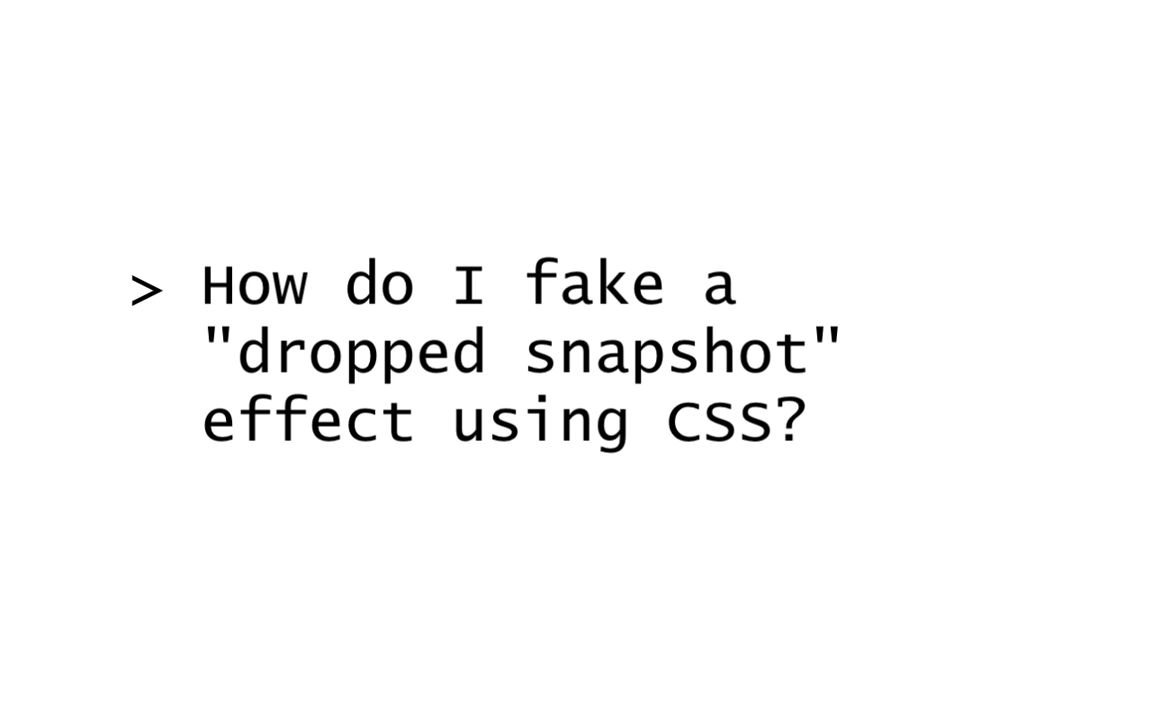 > How do I fake a
"dropped snapshot"
effect using CSS?